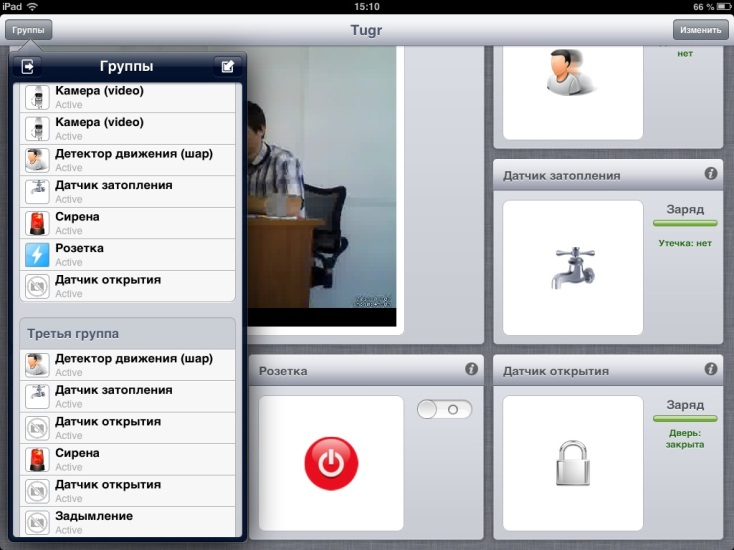 iPad
15:10
66 %
Группы
Tugr
Изменить
Группы
Камера (video)
Active
Камера (video)
Active
Детектор движения (шар)
Active
Датчик затопления
Active
Сирена
Active
Розетка
Active
Датчик открытия
Active
Третья группа
Детектор движения (шар)
Active
Датчик затопления
Active
Датчик открытия
Active
Сирена
Active
Датчик открытия
Active
Задымление
Active
нет
Датчик затопления
Заряд
Утечка: нет
Розетка
Датчик открытия
Заряд
Дверь:
закрыта